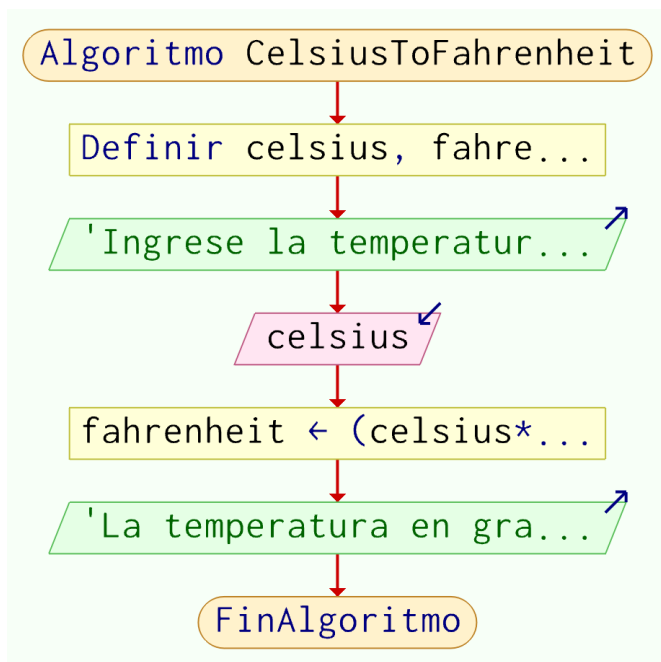 Algoritmo CelsiusToFahrenheit
Definir celsius, fahre...
'Ingrese la temperatur...
celsius
fahrenheit ← (celsius*...
'La temperatura en gra...
FinAlgoritmo